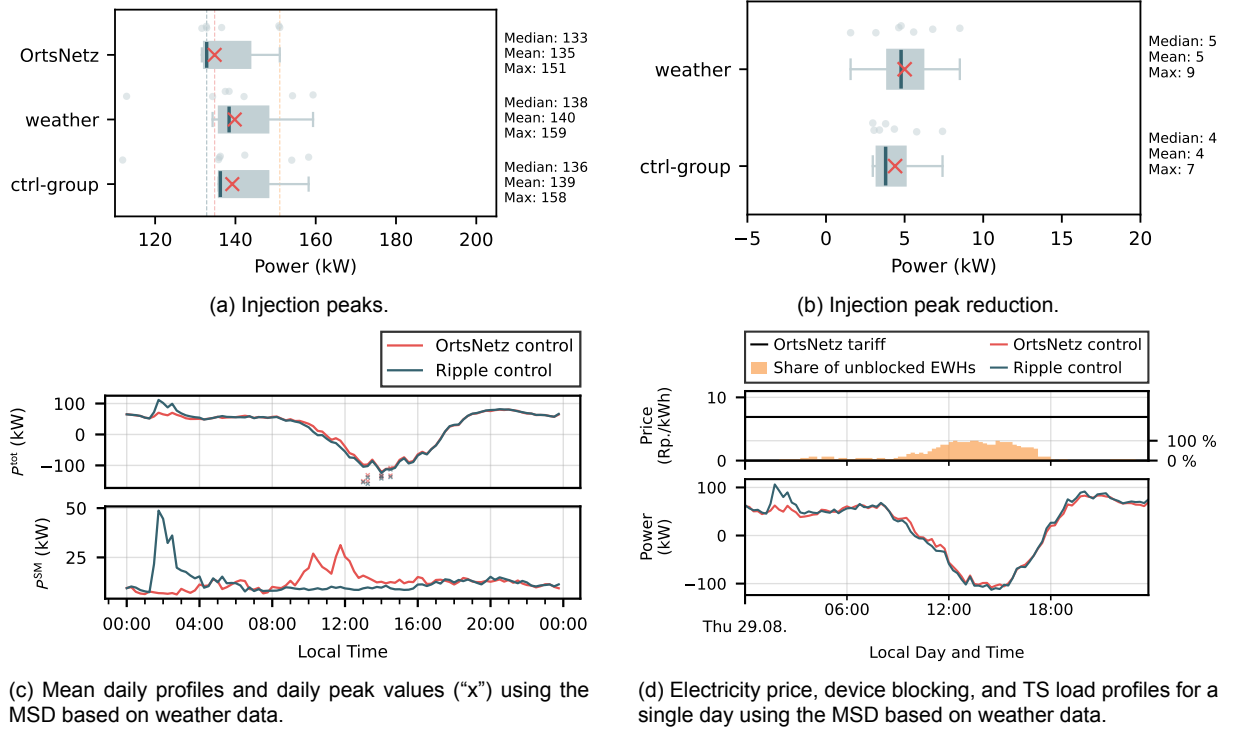 OrtsNetz
weather
ctrl-group
Median: 133
Mean: 135
Max: 151
Median: 138
Mean: 140
Max: 159
Median: 136
Mean: 139
Max: 158
120 140 160 180 200
Power (kW)
(a) Injection peaks.
weather
ctrl-group
Median: 5
Mean: 5
Max: 9
Median: 4
Mean: 4
Max: 7
−5 0 5 10 15 20
Power (kW)
(b) Injection peak reduction.
OrtsNetz control
Ripple control
100
0
−100
Ptot (kW)
50
25
PSM (kW)
00:00 04:00 08:00 12:00 16:00 20:00 00:00
Local Time
(c) Mean daily profiles and daily peak values (“x”) using the
MSD based on weather data.
OrtsNetz tariff OrtsNetz control
Share of unblocked EWHs Ripple control
Price
(Rp./kWh)
10
0
100 %
0 %
Power
(kW)
100
0
−100
06:00 12:00 18:00
Thu 29.08.
Local Day and Time
(d) Electricity price, device blocking, and TS load profiles for a
single day using the MSD based on weather data.